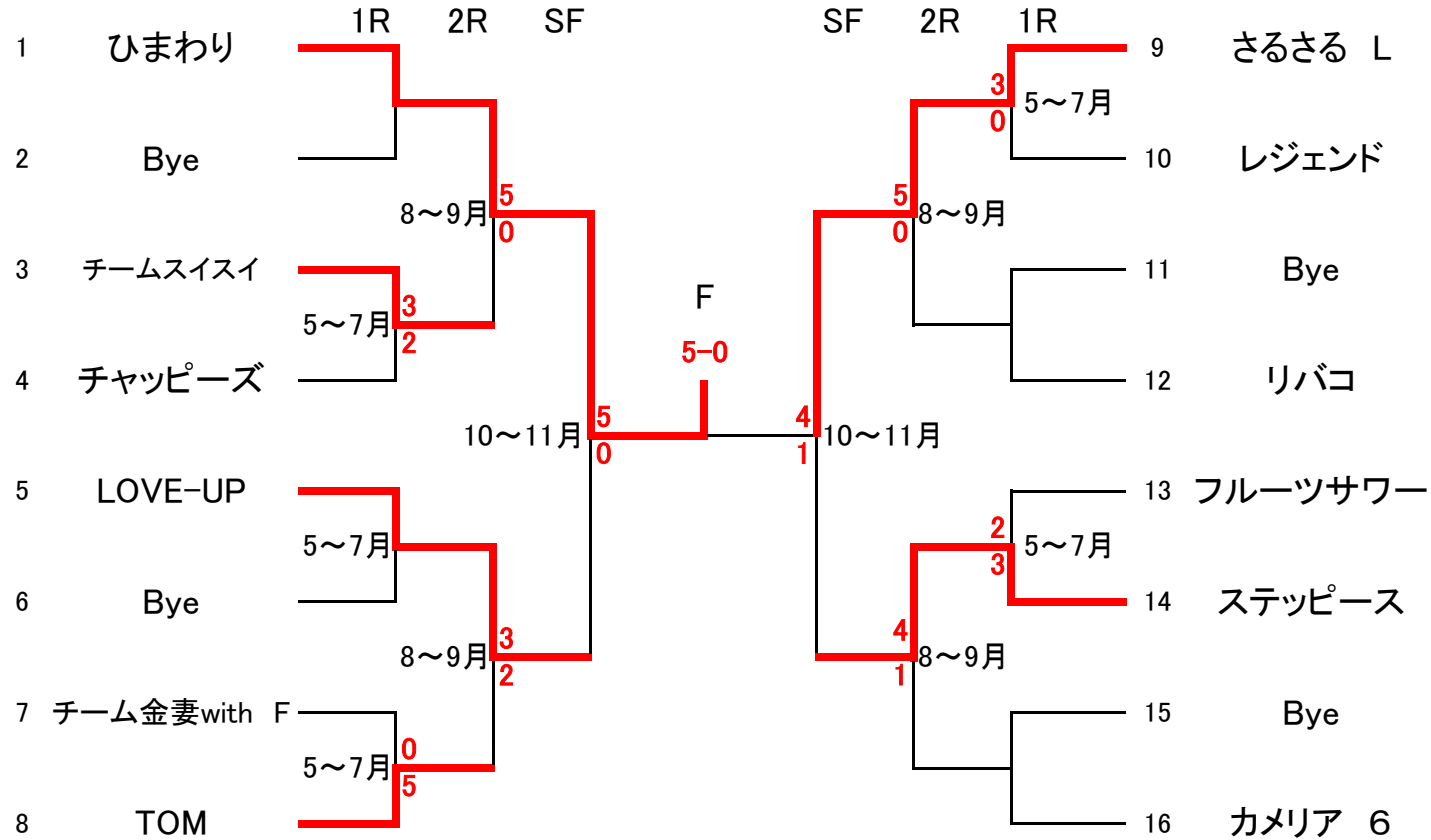 1R 2R SF SF 2R 1R
1 ひまわり 9 さるさる L
3
5～7月
0
2 Bye 10 レジェンド
5 5
8～9月 8～9月
0 0
3 チームスイスイ 11 Bye
F
3
5～7月
2
5-0
4 チャッピーズ 12 リバコ
5 4
10～11月 10～11月
0 1
5 LOVE-UP 13 フルーツサワー
2
5～7月 5～7月
3
6 Bye 14 ステッピース
3 4
8～9月 8～9月
2 1
7 チーム金妻with F 15 Bye
0
5～7月
5
8 TOM 16 カメリア 6